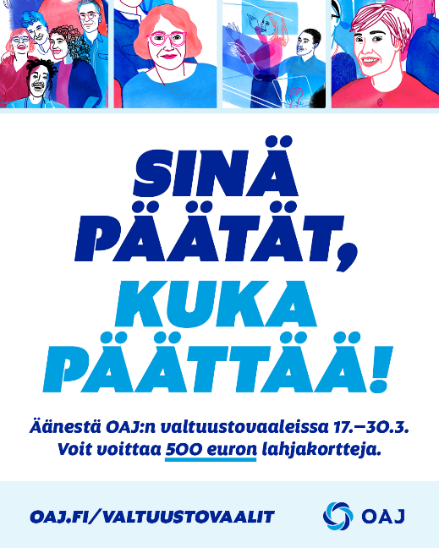 SINÄ
PÄÄTÄT,
KUKA
PÄÄTTÄÄ!
Äänestä OAJ:n valtuustovaaleissa 17.–30.3.
Voit voittaa 500 euron lahjakortteja.
OAJ.FI/VALTUUSTOVAALIT
OAJ